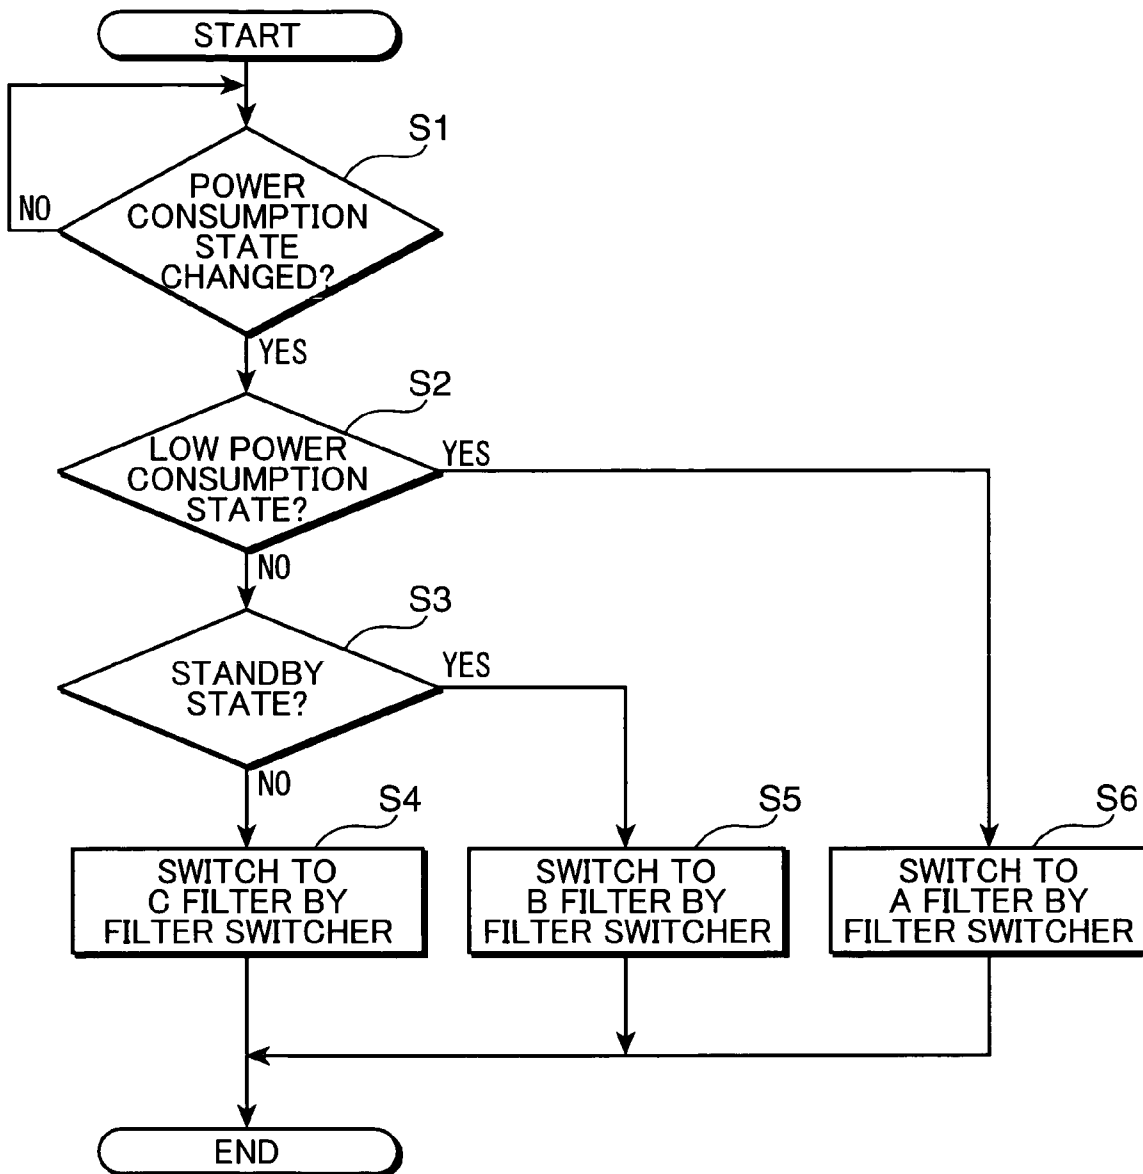 START
S1
POWER
CONSUMPTION
STATE
CHANGED?
NO
YES
S2
LOW POWER
CONSUMPTION
STATE?
YES
NO
S3
STANDBY
STATE?
YES
NO
S4
SWITCH TO
C FILTER BY
FILTER SWITCHER
S5
SWITCH TO
B FILTER BY
FILTER SWITCHER
S6
SWITCH TO
A FILTER BY
FILTER SWITCHER
END